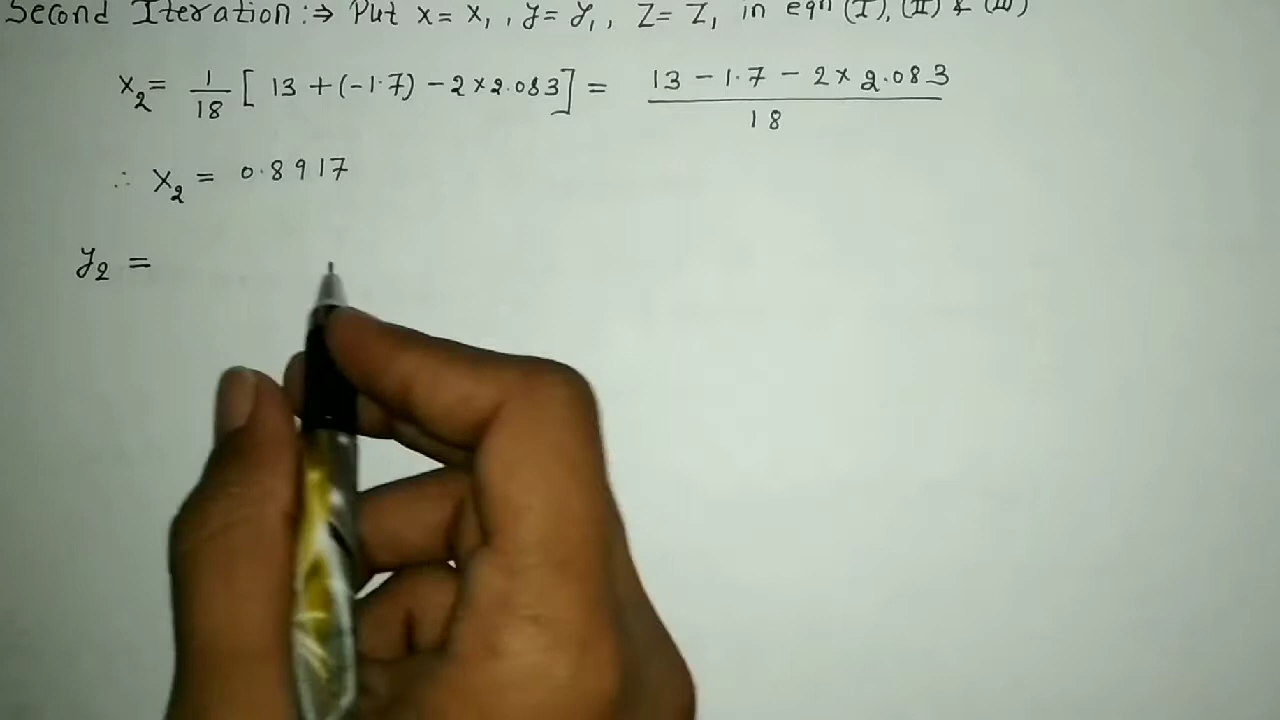 Second Iteration :⇒ Put x = x₁, y = y₁, z = z₁ in eqⁿ (I), (II) & (III)
x₂ = 1/18 [ 13 + (-1.7) - 2 × 2.083 ] = 13 - 1.7 - 2 × 2.083 / 18
∴ x₂ = 0.8917
y₂ =